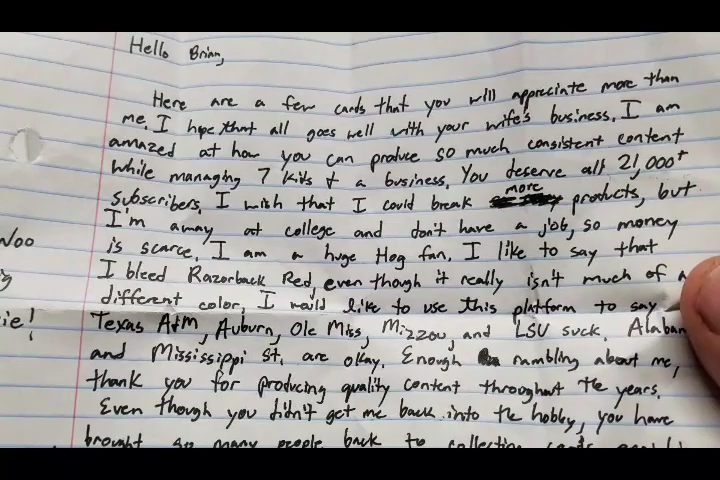 Hello Brian,
Here are a few cards that you will appreciate more than
me. I hope that all goes well with your wife's business. I am
amazed at how you can produce so much consistent content
while managing 7 kids & a business. You deserve all 21,000+
subscribers. I wish that I could break more products, but
I'm away at college and don't have a job, so money
is scarce. I am a huge Hog fan. I like to say that
I bleed Razorback Red, even though it really isn't much of a
different color. I would like to use this platform to say
Texas A&M, Auburn, Ole Miss, Mizzou, and LSU suck. Alabam
and Mississippi St. are okay. Enough rambling about me,
thank you for producing quality content throughout the years.
Even though you didn't get me back into the hobby, you have
brought so many people back to collecting cards
Woo
ie!